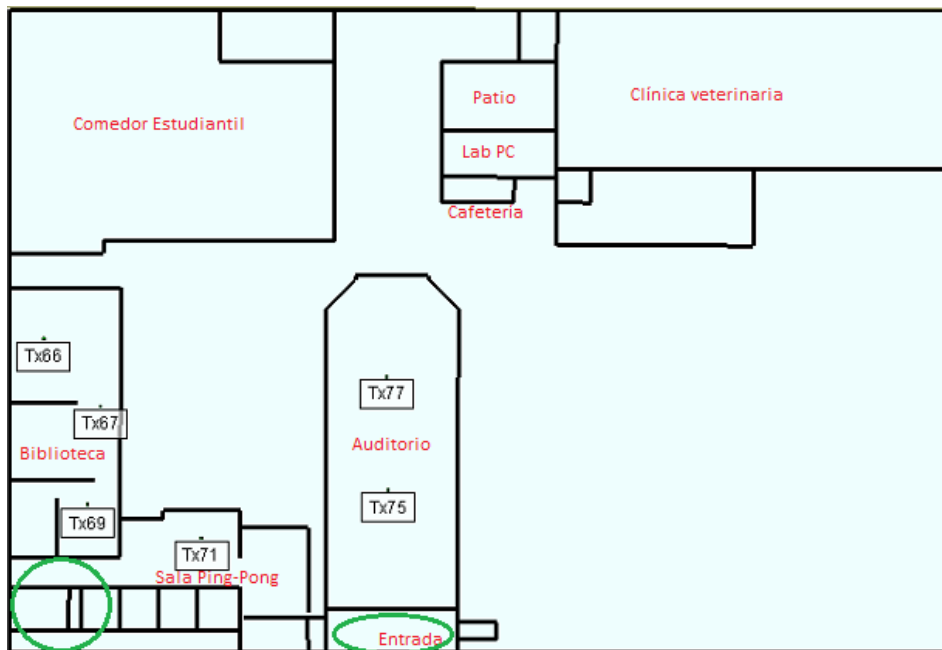 Patio
Clínica veterinaria
Comedor Estudiantil
Lab PC
Cafetería
Tx66
Tx77
Tx67
Auditorio
Biblioteca
Tx75
Tx69
Tx71
Sala Ping-Pong
Entrada